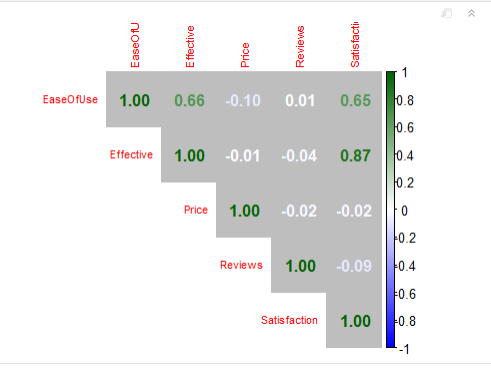 EaseOfU
Effective
Price
Reviews
Satisfacti
EaseOfUse 1.00 0.66 -0.10 0.01 0.65
Effective 1.00 -0.01 -0.04 0.87
Price 1.00 -0.02 -0.02
Reviews 1.00 -0.09
Satisfaction 1.00
1
0.8
0.6
0.4
0.2
0
-0.2
-0.4
-0.6
-0.8
-1